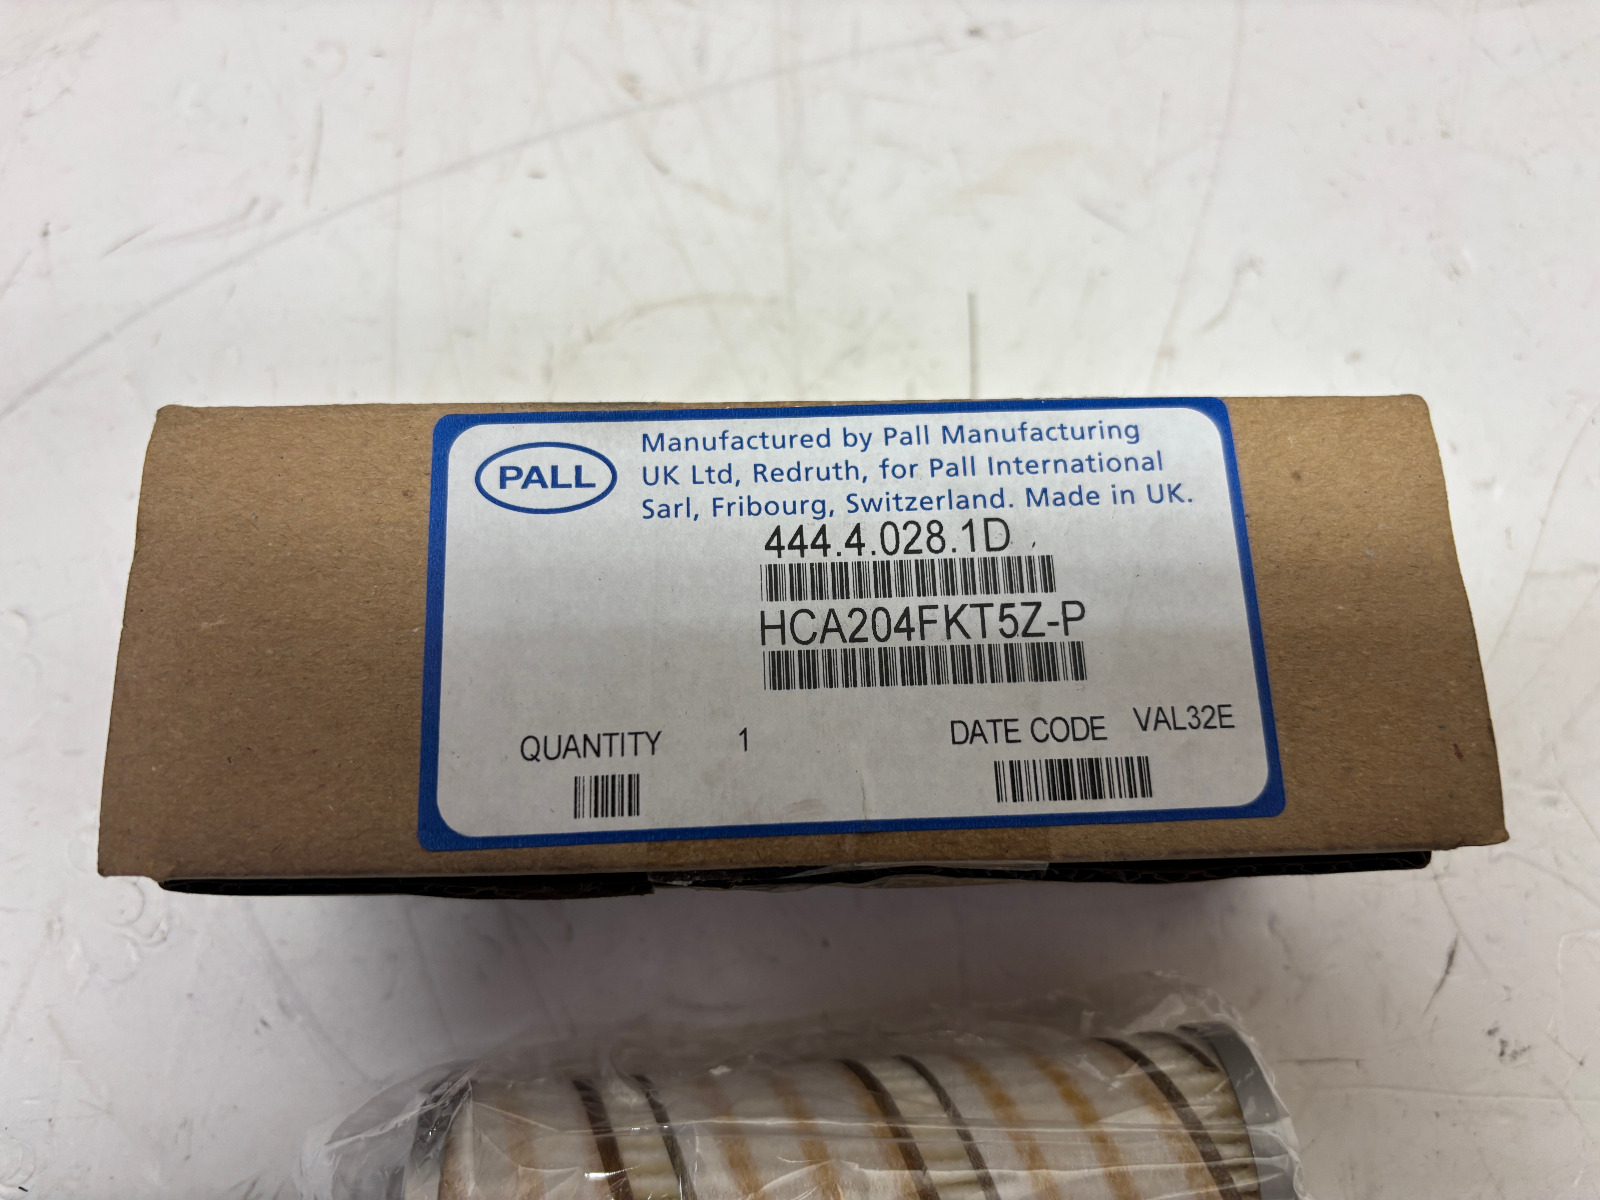 PALL
Manufactured by Pall Manufacturing
UK Ltd, Redruth, for Pall International
Sarl, Fribourg, Switzerland. Made in UK.
444.4.028.1D
HCA204FKT5Z-P
QUANTITY 1
DATE CODE VAL32E